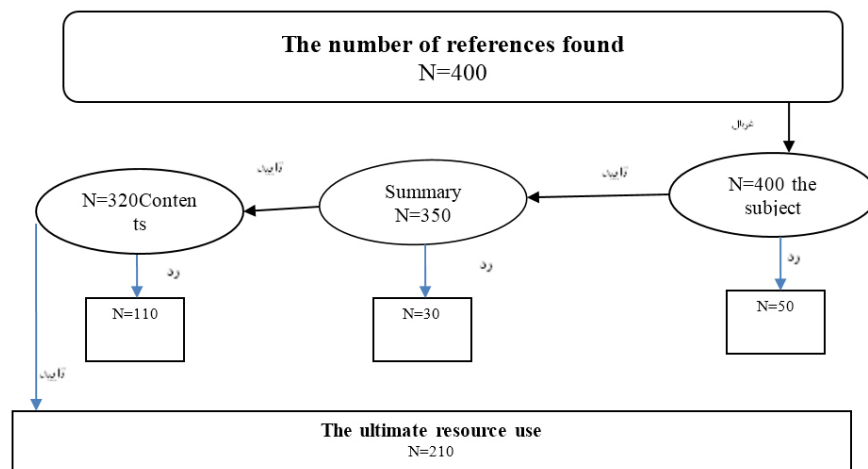 The number of references found
N=400
غربال
N=400 the
subject
تایید
Summary
N=350
تایید
N=320Conten
ts
رد
رد
رد
N=50
N=30
N=110
تایید
The ultimate resource use
N=210